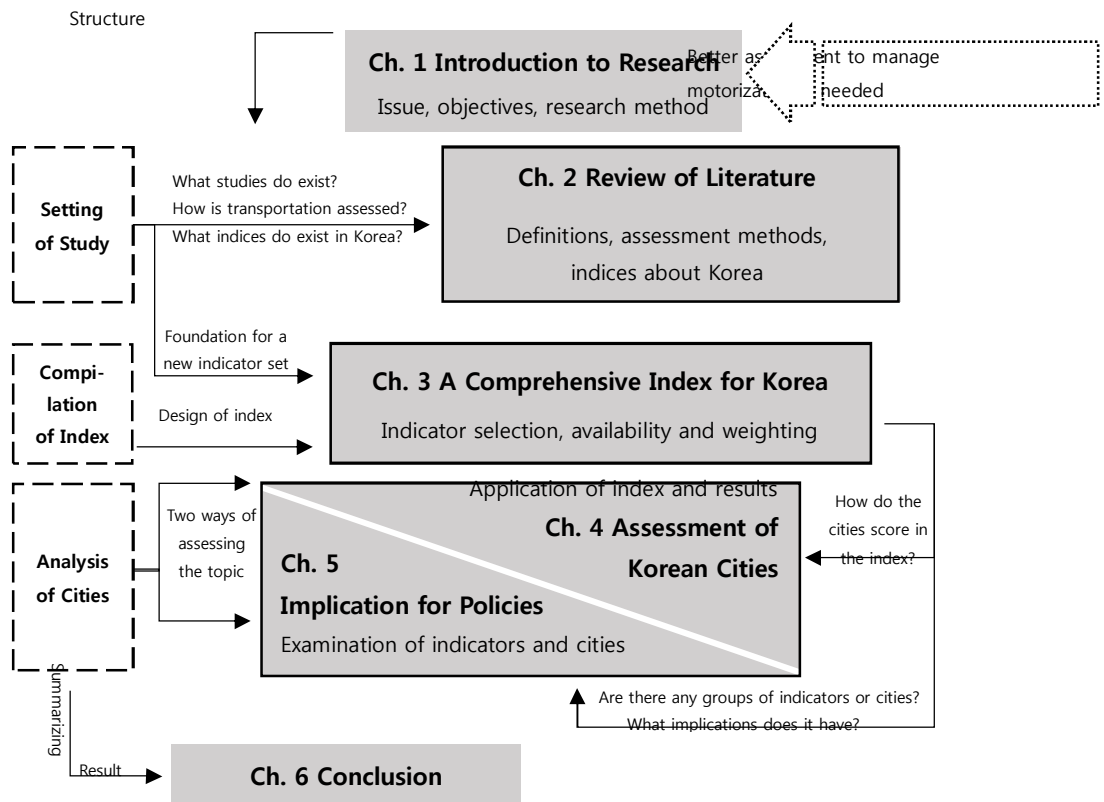 Structure
Ch. 1 Introduction to Research
Issue, objectives, research method
Better as ent to manage
motoriza needed
Setting
of Study
What studies do exist?
How is transportation assessed?
What indices do exist in Korea?
Ch. 2 Review of Literature
Definitions, assessment methods,
indices about Korea
Foundation for a
new indicator set
Compi-
lation
of Index
Design of index
Ch. 3 A Comprehensive Index for Korea
Indicator selection, availability and weighting
Analysis
of Cities
Two ways of
assessing
the topic
Application of index and results
Ch. 4 Assessment of
Korean Cities
Ch. 5
Implication for Policies
Examination of indicators and cities
How do the
cities score in
the index?
Are there any groups of indicators or cities?
What implications does it have?
Summarizing
Result
Ch. 6 Conclusion